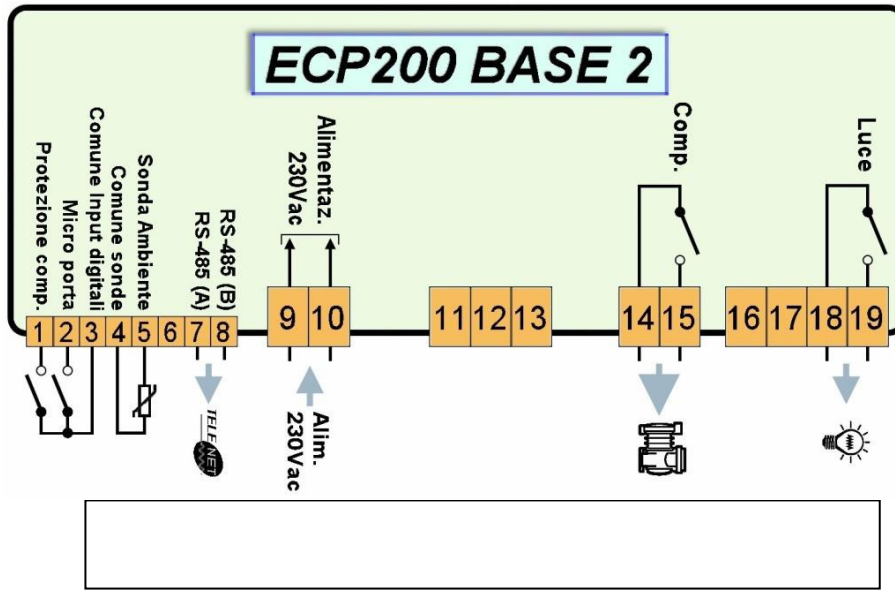 ECP200 BASE 2
Protezione comp.
Micro porta
Comune Input digitali
Comune sonde
Sonda Ambiente
RS-485 (A)
RS-485 (B)
Alimentaz.
230Vac
Comp.
Luce
1 2 3 4 5 6 7 8 9 10 11 12 13 14 15 16 17 18 19
TELENET
Alim.
230Vac